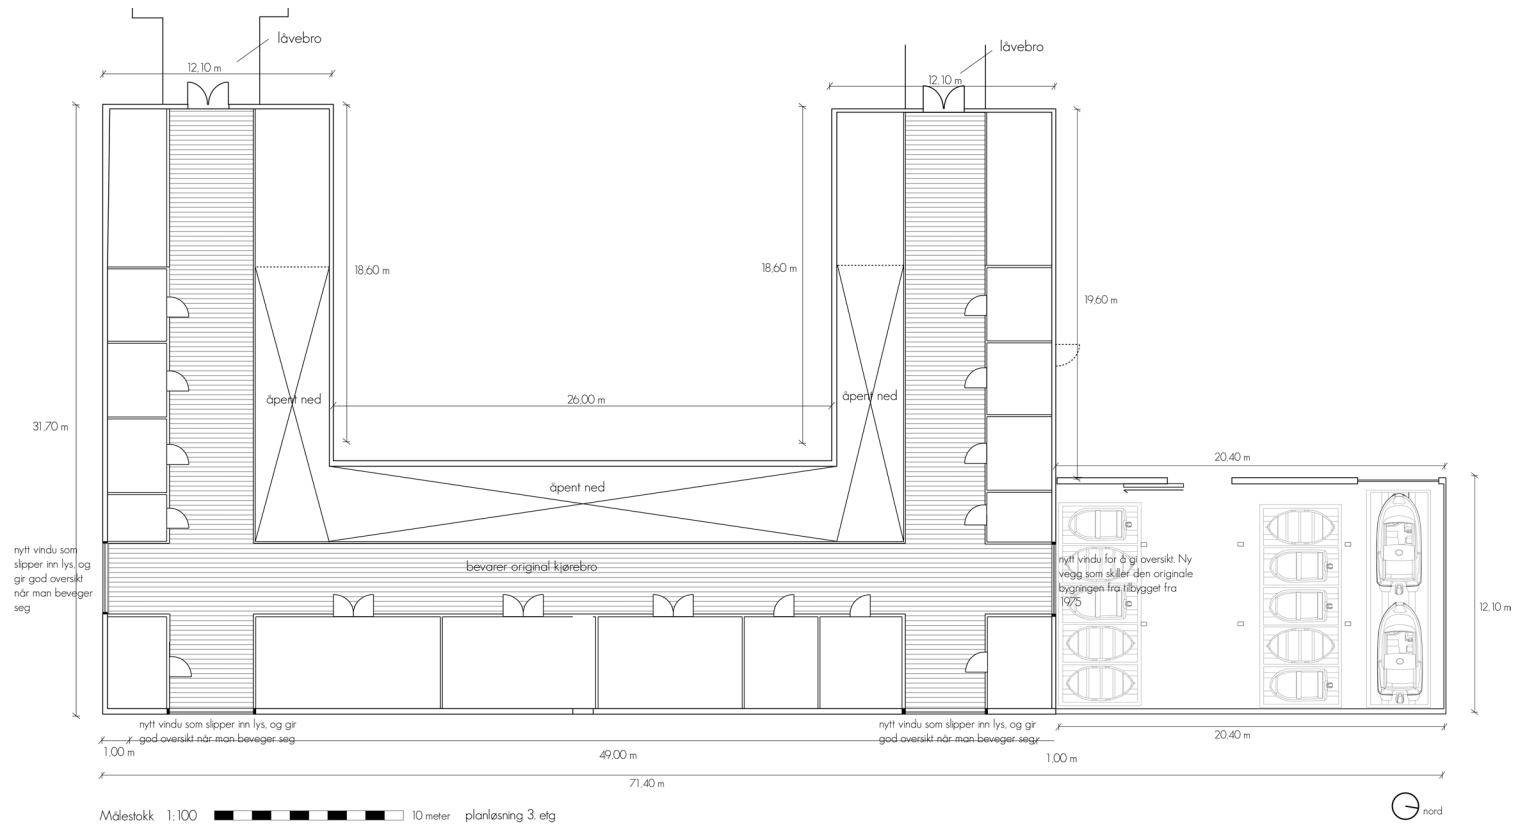 låvebro
låvebro
12,10 m
12,10 m
18,60 m
18,60 m
19,60 m
åpent ned
26,00 m
åpent ned
31,70 m
20,40 m
åpent ned
nytt vindu som
slipper inn lys, og
gir god oversikt
når man beveger
seg
bevarer original kjørebro
nytt vindu for å gi oversikt. Ny
vegg som skiller den originale
bygningen fra tilbygget fra
1975
12,10 m
nytt vindu som slipper inn lys, og gir
god oversikt når man beveger seg
nytt vindu som slipper inn lys, og gir
god oversikt når man beveger seg
20,40 m
1,00 m
49,00 m
1,00 m
71,40 m
Målestokk 1:100
10 meter
planløsning 3. etg
nord